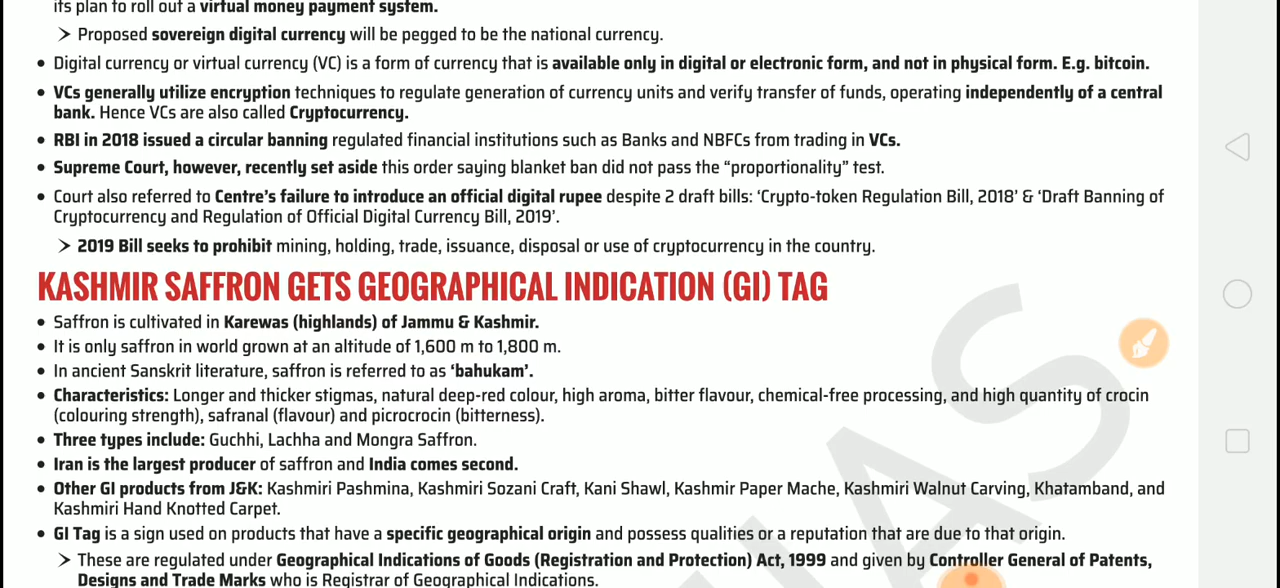 its plan to roll out a virtual money payment system.
➢ Proposed sovereign digital currency will be pegged to be the national currency.
• Digital currency or virtual currency (VC) is a form of currency that is available only in digital or electronic form, and not in physical form. E.g. bitcoin.
• VCs generally utilize encryption techniques to regulate generation of currency units and verify transfer of funds, operating independently of a central
bank. Hence VCs are also called Cryptocurrency.
• RBI in 2018 issued a circular banning regulated financial institutions such as Banks and NBFCs from trading in VCs.
• Supreme Court, however, recently set aside this order saying blanket ban did not pass the “proportionality” test.
• Court also referred to Centre’s failure to introduce an official digital rupee despite 2 draft bills: ‘Crypto-token Regulation Bill, 2018’ & ‘Draft Banning of
Cryptocurrency and Regulation of Official Digital Currency Bill, 2019’.
➢ 2019 Bill seeks to prohibit mining, holding, trade, issuance, disposal or use of cryptocurrency in the country.
KASHMIR SAFFRON GETS GEOGRAPHICAL INDICATION (GI) TAG
• Saffron is cultivated in Karewas (highlands) of Jammu & Kashmir.
• It is only saffron in world grown at an altitude of 1,600 m to 1,800 m.
• In ancient Sanskrit literature, saffron is referred to as ‘bahukam’.
• Characteristics: Longer and thicker stigmas, natural deep-red colour, high aroma, bitter flavour, chemical-free processing, and high quantity of crocin
(colouring strength), safranal (flavour) and picrocrocin (bitterness).
• Three types include: Guchhi, Lachha and Mongra Saffron.
• Iran is the largest producer of saffron and India comes second.
• Other GI products from J&K: Kashmiri Pashmina, Kashmiri Sozani Craft, Kani Shawl, Kashmir Paper Mache, Kashmiri Walnut Carving, Khatamband, and
Kashmiri Hand Knotted Carpet.
• GI Tag is a sign used on products that have a specific geographical origin and possess qualities or a reputation that are due to that origin.
➢ These are regulated under Geographical Indications of Goods (Registration and Protection) Act, 1999 and given by Controller General of Patents,
Designs and Trade Marks who is Registrar of Geographical Indications.
IAS